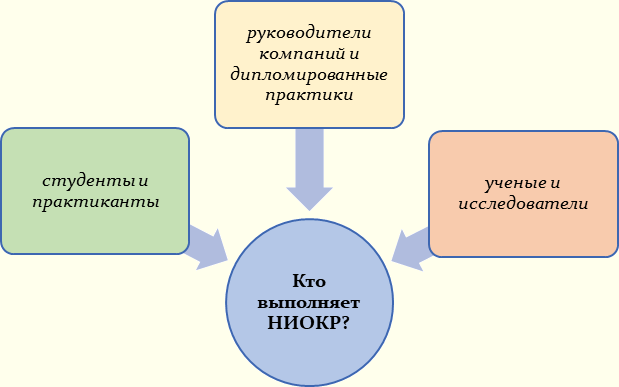 руководители
компаний и
дипломированные
практики
студенты и
практиканты
ученые и
исследователи
Кто
выполняет
НИОКР?